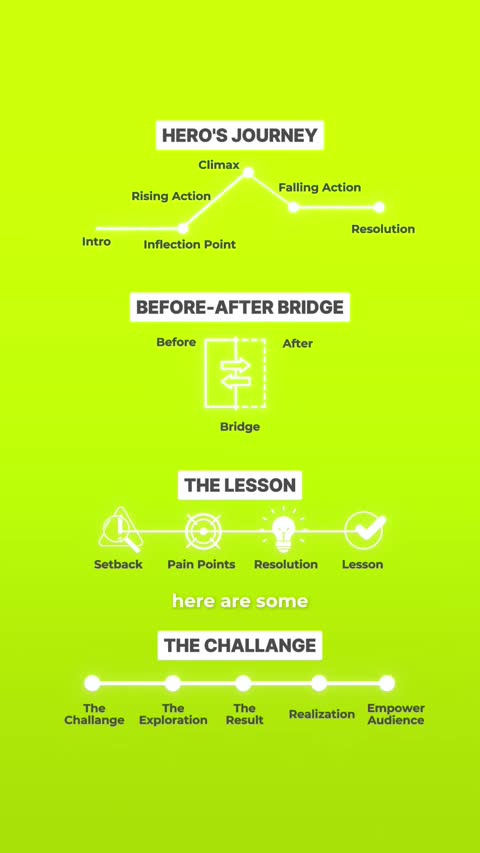 HERO'S JOURNEY
Climax
Rising Action
Falling Action
Intro
Inflection Point
Resolution
BEFORE-AFTER BRIDGE
Before
After
Bridge
THE LESSON
Setback
Pain Points
Resolution
Lesson
here are some
THE CHALLANGE
The
Challange
The
Exploration
The
Result
Realization
Empower
Audience